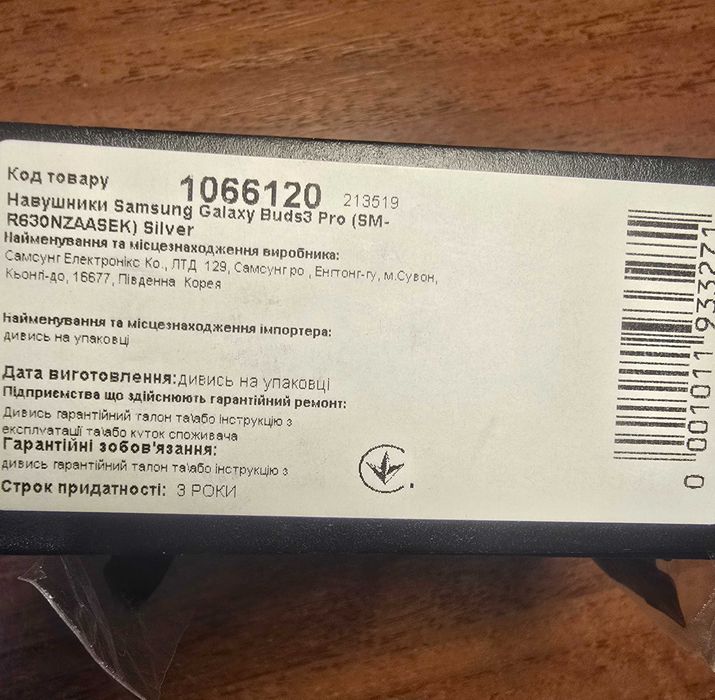 Код товару 1066120 213519
Навушники Samsung Galaxy Buds3 Pro (SM-
R630NZAASEK) Silver
Найменування та місцезнаходження виробника:
Самсунг Електронікс Ко., ЛТД 129, Самсунг ро , Енгтонг-гу, м.Сувон,
Кьонгі-до, 16677, Південна Корея
Найменування та місцезнаходження імпортера:
дивись на упаковці
Дата виготовлення:дивись на упаковці
Підприємства що здійснюють гарантійний ремонт:
Дивись гарантійний талон та\або інструкцію з
експлуатації та\або куток споживача
Гарантійні зобов'язання:
дивись гарантійний талон та\або інструкцію з
Строк придатності: 3 РОКИ
0 001011 933271